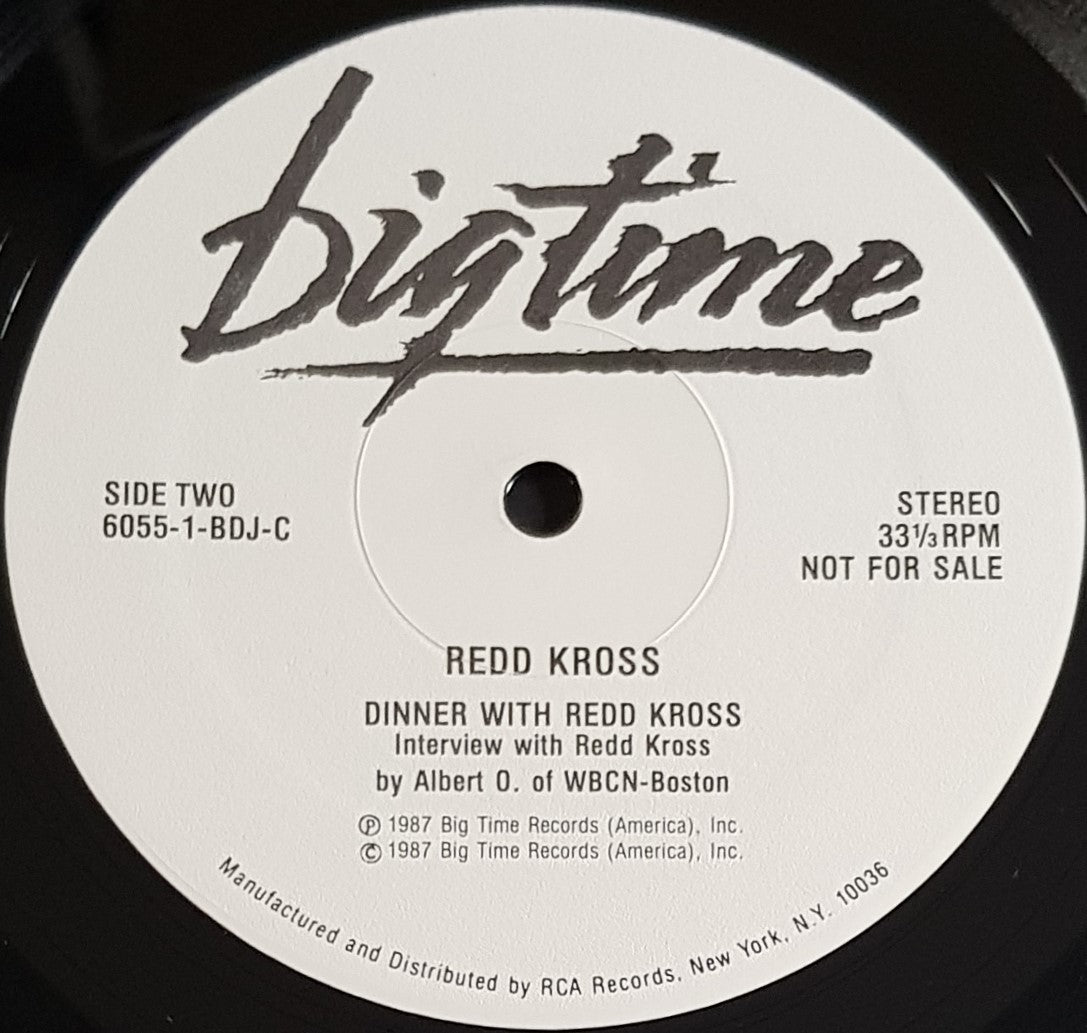 bigtime
SIDE TWO
6055-1-BDJ-C
STEREO
33⅓ RPM
NOT FOR SALE
REDD KROSS
DINNER WITH REDD KROSS
Interview with Redd Kross
by Albert O. of WBCN-Boston
℗ 1987 Big Time Records (America), Inc.
© 1987 Big Time Records (America), Inc.
Manufactured and Distributed by RCA Records, New York, N.Y. 10036